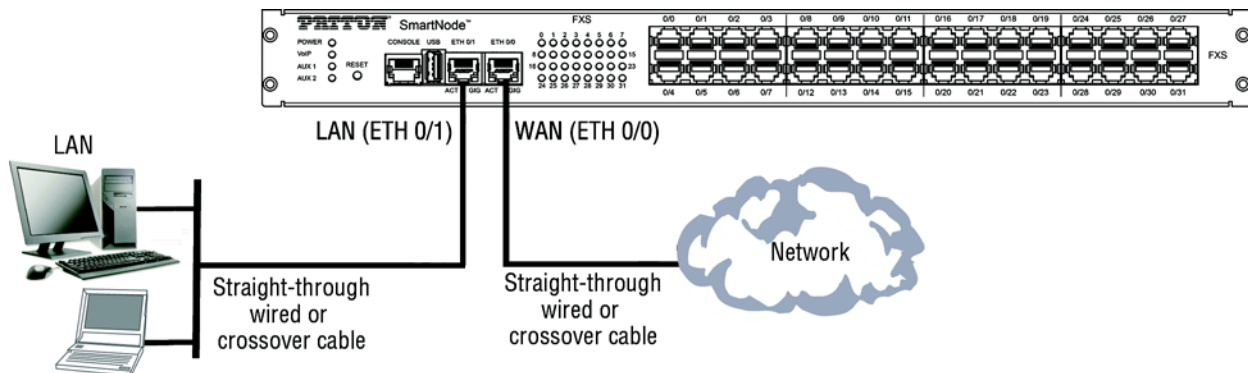 PATTON SmartNode™ FXS
0/0 0/1 0/2 0/3 0/8 0/9 0/10 0/11 0/16 0/17 0/18 0/19 0/24 0/25 0/26 0/27
CONSOLE USB ETH 0/1 ETH 0/0
0 1 2 3 4 5 6 7
POWER
VoIP
AUX 1
AUX 2
RESET
8 15
16 23
24 25 26 27 28 29 30 31
ACT GIG ACT GIG
FXS
0/4 0/5 0/6 0/7 0/12 0/13 0/14 0/15 0/20 0/21 0/22 0/23 0/28 0/29 0/30 0/31
LAN (ETH 0/1)
WAN (ETH 0/0)
LAN
Network
Straight-through
wired or
crossover cable
Straight-through
wired or
crossover cable